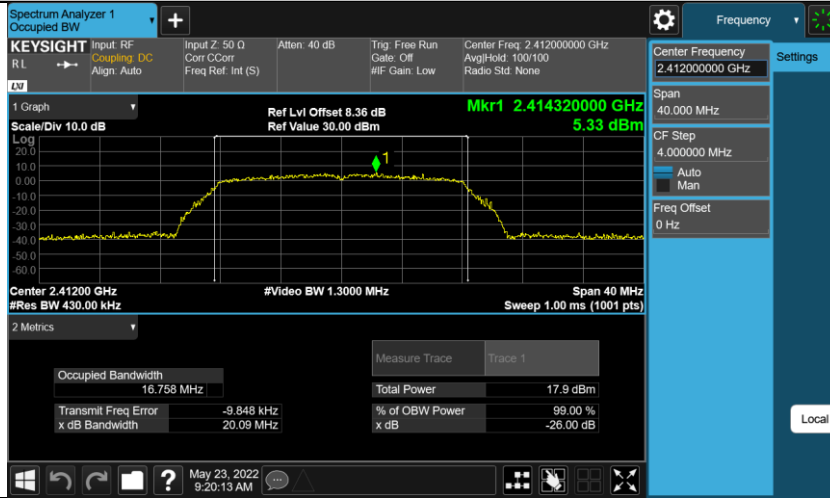 Spectrum Analyzer 1
Occupied BW
+
Frequency
KEYSIGHT
RL
LXI
Input: RF
Coupling: DC
Align: Auto
Input Z: 50 Ω
Corr CCorr
Freq Ref: Int (S)
Atten: 40 dB
Trig: Free Run
Gate: Off
#IF Gain: Low
Center Freq: 2.412000000 GHz
Avg|Hold: 100/100
Radio Std: None
Center Frequency
2.412000000 GHz
Settings
Span
40.000 MHz
CF Step
4.000000 MHz
Auto
Man
Freq Offset
0 Hz
Local
1 Graph
Scale/Div 10.0 dB
Ref Lvl Offset 8.36 dB
Ref Value 30.00 dBm
Mkr1 2.414320000 GHz
5.33 dBm
Log
20.0
10.0
0.00
-10.0
-20.0
-30.0
-40.0
-50.0
-60.0
1
Center 2.41200 GHz
#Video BW 1.3000 MHz
Span 40 MHz
#Res BW 430.00 kHz
Sweep 1.00 ms (1001 pts)
2 Metrics
Measure Trace Trace 1
Occupied Bandwidth
16.758 MHz
Total Power 17.9 dBm
Transmit Freq Error -9.848 kHz
% of OBW Power 99.00 %
x dB Bandwidth 20.09 MHz
x dB -26.00 dB
?
May 23, 2022
9:20:13 AM